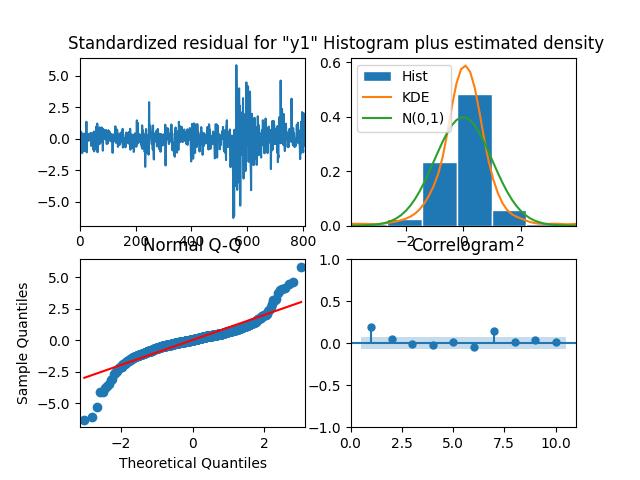 Standardized residual for "y1"
Histogram plus estimated density
5.0
2.5
0.0
−2.5
−5.0
0 200 400 600 800
0.6
0.4
0.2
0.0
−2 0 2
Hist
KDE
N(0,1)
Normal Q-Q
Correlogram
Sample Quantiles
5.0
2.5
0.0
−2.5
−5.0
−2 0 2
Theoretical Quantiles
1.0
0.5
0.0
−0.5
−1.0
0.0 2.5 5.0 7.5 10.0